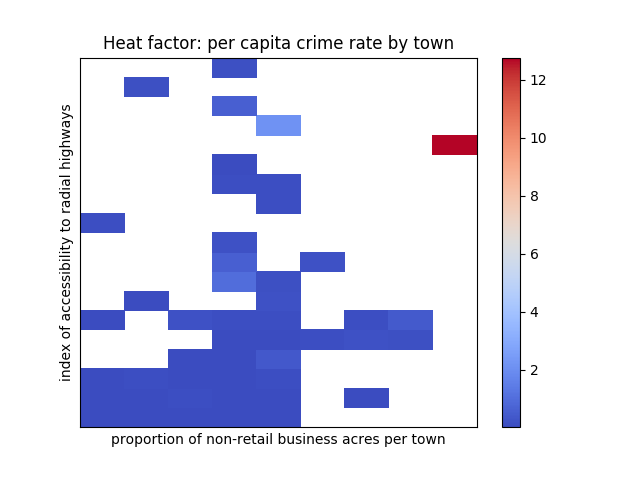 Heat factor: per capita crime rate by town
index of accessibility to radial highways
proportion of non-retail business acres per town
12
10
8
6
4
2